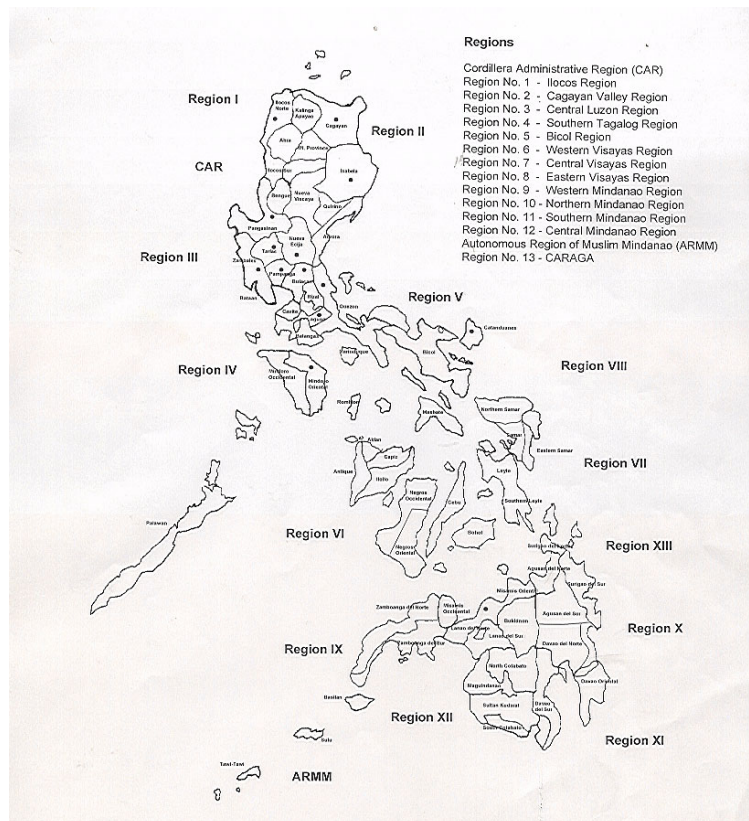 Regions
Cordillera Administrative Region (CAR)
Region No. 1 - Ilocos Region
Region No. 2 - Cagayan Valley Region
Region No. 3 - Central Luzon Region
Region No. 4 - Southern Tagalog Region
Region No. 5 - Bicol Region
Region No. 6 - Western Visayas Region
Region No. 7 - Central Visayas Region
Region No. 8 - Eastern Visayas Region
Region No. 9 - Western Mindanao Region
Region No. 10 - Northern Mindanao Region
Region No. 11 - Southern Mindanao Region
Region No. 12 - Central Mindanao Region
Autonomous Region of Muslim Mindanao (ARMM)
Region No. 13 - CARAGA
Region I
Ilocos
Norte
Kalinga
Apayao
Cagayan
Region II
Abra
Mt. Province
CAR
Ilocos Sur
Isabela
Benguet
Nueva
Vizcaya
Quirino
Pangasinan
Aurora
Nueva
Ecija
Tarlac
Region III
Zambales
Pampanga
Bulacan
Bataan
Rizal
Cavite
Laguna
Quezon
Batangas
Region V
Catanduanes
Bicol
Marinduque
Region IV
Occidental
Mindoro
Oriental
Romblon
Masbate
Region VIII
Northern Samar
Samar
Eastern Samar
Region VII
Aklan
Capiz
Antique
Iloilo
Leyte
Southern Leyte
Negros
Occidental
Cebu
Bohol
Negros
Oriental
Palawan
Region VI
Surigao del Norte
Region XIII
Agusan del Norte
Surigao del Sur
Misamis Oriental
Zamboanga del Norte
Misamis
Occidental
Agusan del Sur
Bukidnon
Lanao del Norte
Lanao del Sur
Region X
Zamboanga del Sur
Davao del Norte
Region IX
North Cotabato
Davao Oriental
Maguindanao
Basilan
Sultan Kudarat
Davao
del Sur
Region XII
South Cotabato
Sulu
Region XI
Tawi-Tawi
ARMM